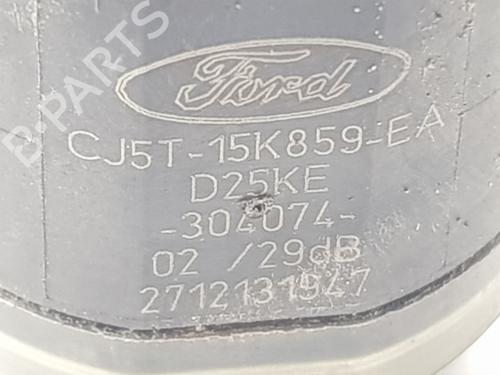 B-PARTS
Ford
CJ5T-15K859-EA
D25KE
-304074-
02 /29dB
2712131947